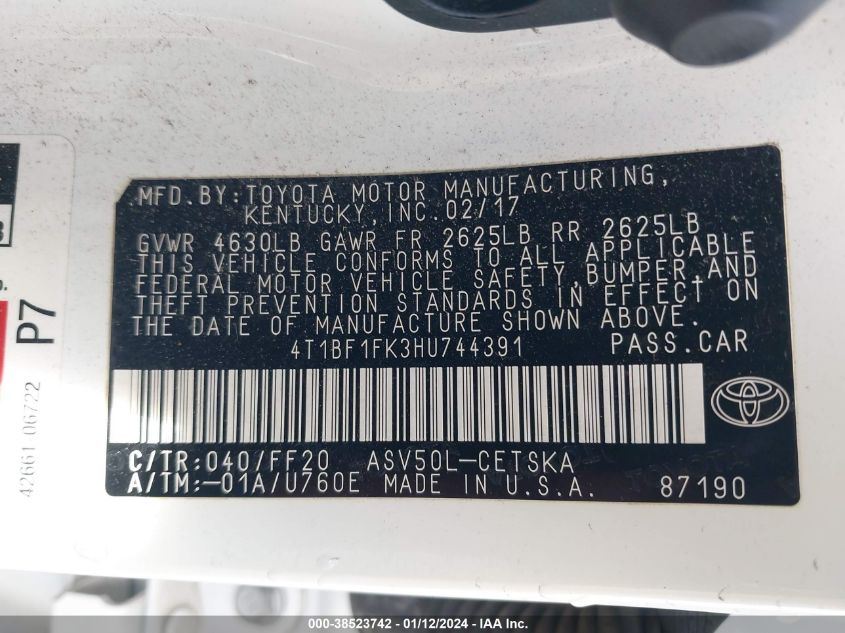 MFD. BY: TOYOTA MOTOR MANUFACTURING,
KENTUCKY, INC. 02/17
GVWR 4630LB GAWR FR 2625LB RR 2625LB
THIS VEHICLE CONFORMS TO ALL APPLICABLE
FEDERAL MOTOR VEHICLE SAFETY, BUMPER, AND
THEFT PREVENTION STANDARDS IN EFFECT ON
THE DATE OF MANUFACTURE SHOWN ABOVE.
4T1BF1FK3HU744391 PASS.CAR
C/TR: 040/FF20 ASV50L-CETSKA
A/TM:-01A/U760E MADE IN U.S.A. 87190
P7
42661 06722
000-38523742 - 01/12/2024 - IAA Inc.